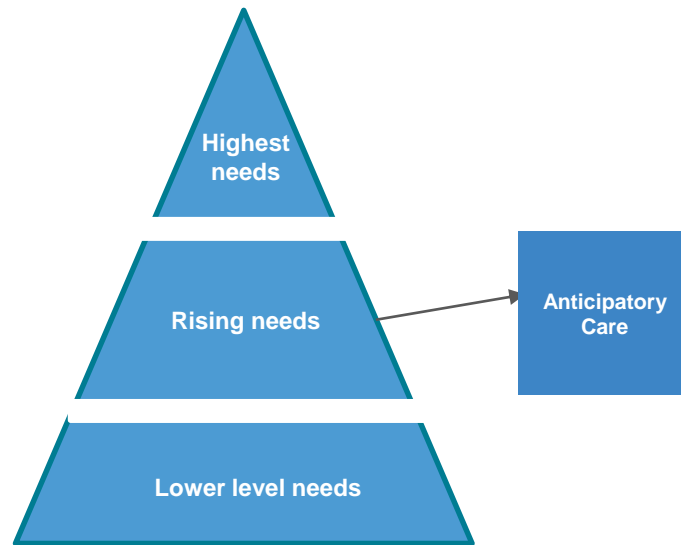 Highest
needs
Rising needs
Anticipatory
Care
Lower level needs